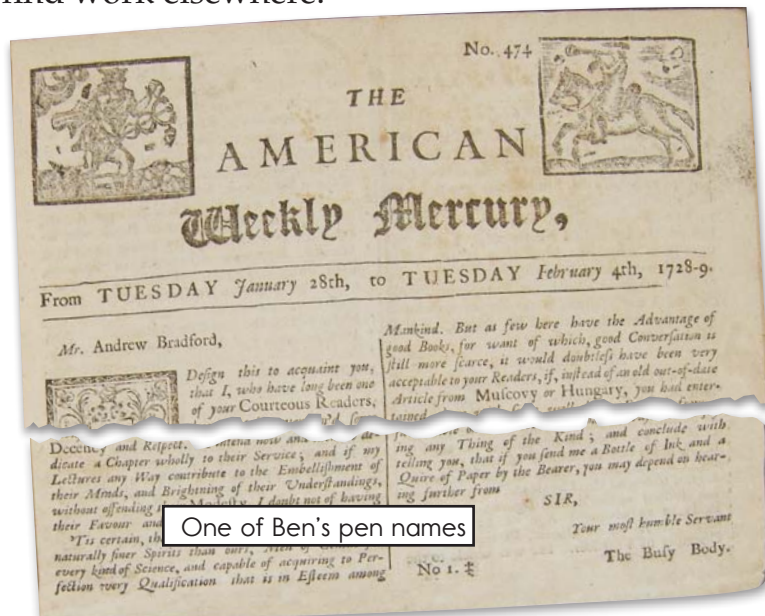 find work elsewhere.
No. 474
THE
AMERICAN
Weekly Mercury,
From TUESDAY January 28th, to TUESDAY February 4th, 1728-9.
Mr. Andrew Bradford,
Design this to acquaint you,
that I, who have long been one
of your Courteous Readers,
Decency and Respect.
dicate a Chapter wholly to their Service; and if my
Lectures any Way contribute to the Embellishment of
their Minds, and Brightning of their Understandings,
without offending Modesty, I doubt not of having
their Favour and
'Tis certain,
naturally finer Spirits than ours,
every kind of Science, and capable of acquiring to Per-
fection every Qualification that is in Esteem among
Mankind. But as few here have the Advantage of
good Books, for want of which, good Conversation is
still more scarce, it would doubtless have been very
acceptable to your Readers, if, instead of an old out-of-date
Article from Muscovy or Hungary, you had enter-
tained
ing any Thing of the Kind; and conclude with
telling you, that if you send me a Bottle of Ink and a
Quire of Paper by the Bearer, you may depend on hear-
ing further from
SIR,
Your most humble Servant
The Busy Body.
No 1.
One of Ben's pen names